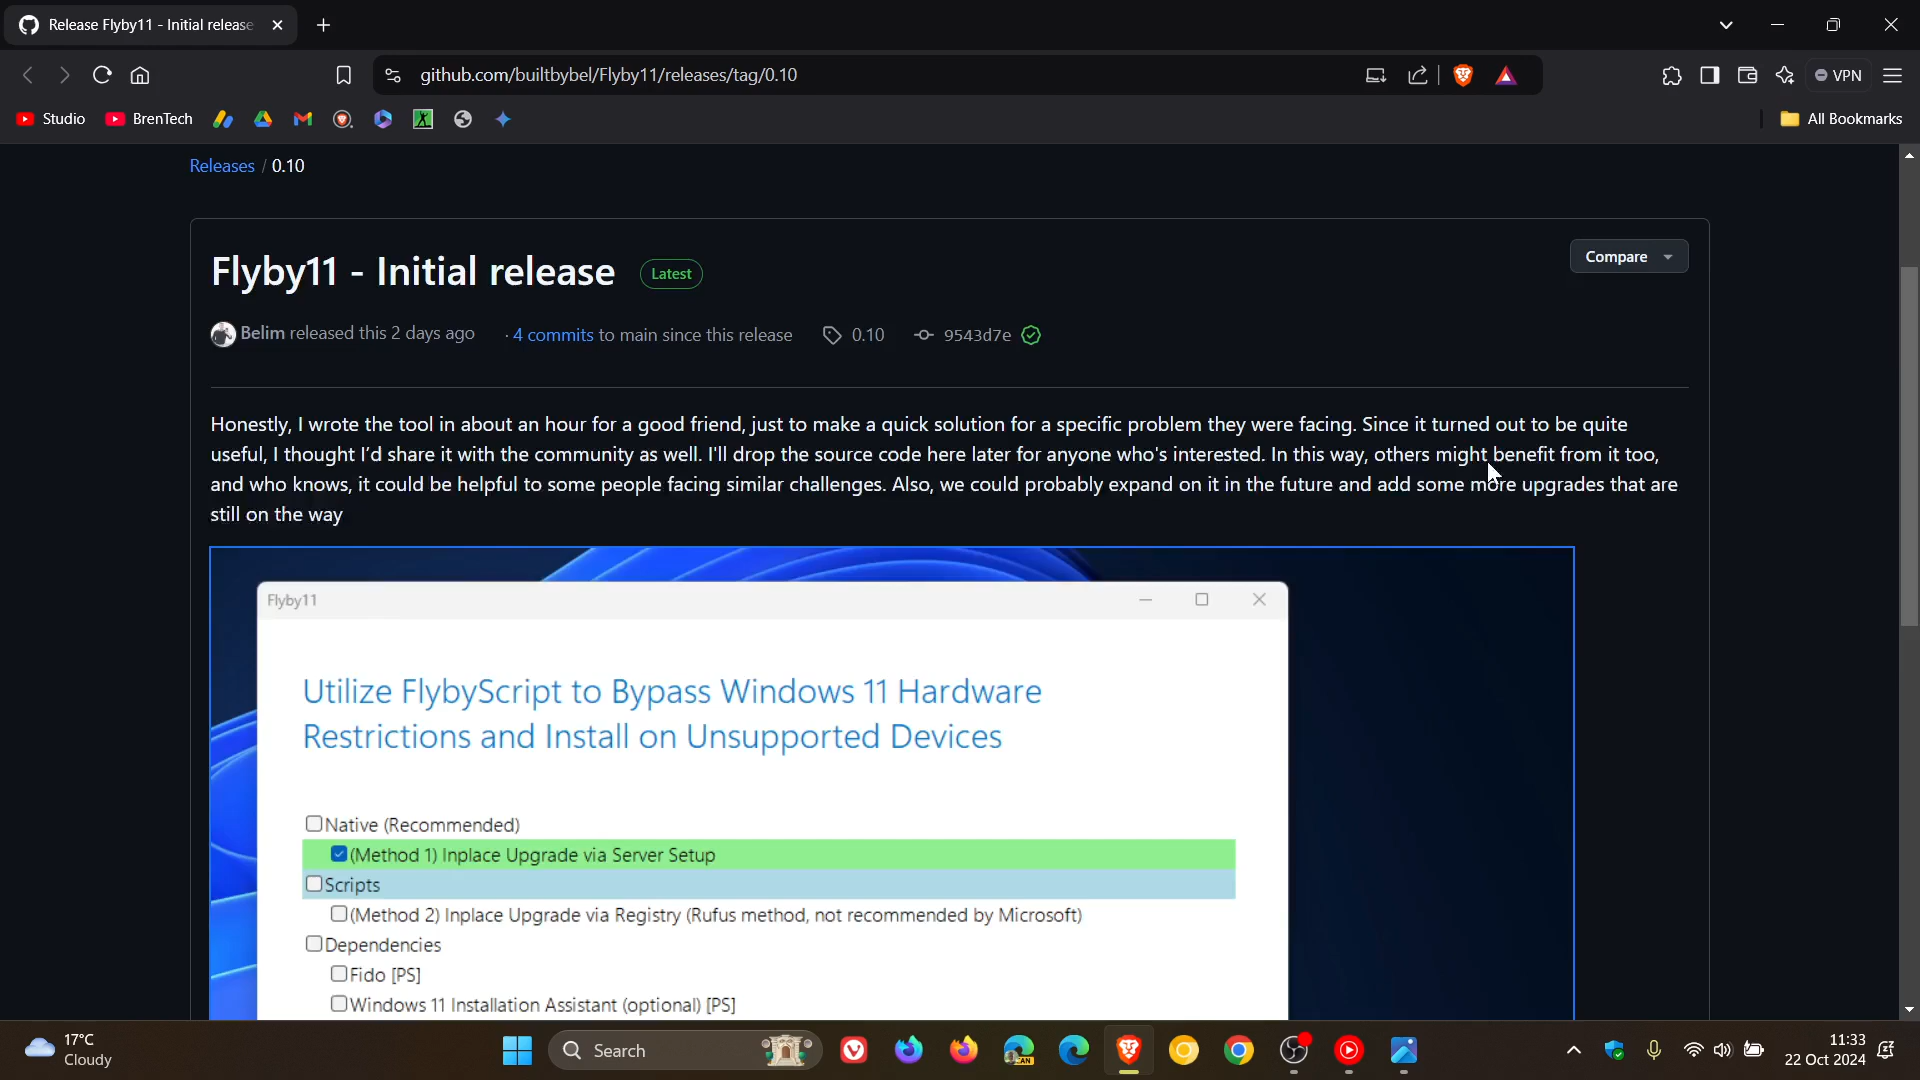 Release Flyby11 - Initial release
github.com/builtbybel/Flyby11/releases/tag/0.10
VPN
Studio
BrenTech
All Bookmarks
Releases / 0.10
Flyby11 - Initial release
Latest
Compare
Belim released this 2 days ago
· 4 commits to main since this release
0.10
9543d7e
Honestly, I wrote the tool in about an hour for a good friend, just to make a quick solution for a specific problem they were facing. Since it turned out to be quite
useful, I thought I'd share it with the community as well. I'll drop the source code here later for anyone who's interested. In this way, others might benefit from it too,
and who knows, it could be helpful to some people facing similar challenges. Also, we could probably expand on it in the future and add some more upgrades that are
still on the way
Flyby11
Utilize FlybyScript to Bypass Windows 11 Hardware
Restrictions and Install on Unsupported Devices
Native (Recommended)
(Method 1) Inplace Upgrade via Server Setup
Scripts
(Method 2) Inplace Upgrade via Registry (Rufus method, not recommended by Microsoft)
Dependencies
Fido [PS]
Windows 11 Installation Assistant (optional) [PS]
17°C
Cloudy
Search
CAN
11:33
22 Oct 2024